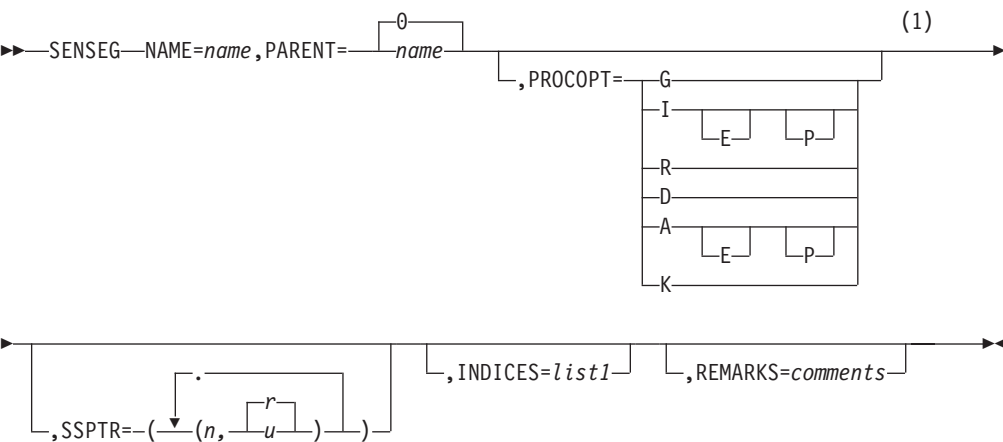 0 (1)
SENSEG NAME=name,PARENT= name
,PROCOPT= G
I
E P
R
D
A
E P
K
,INDICES=list1 ,REMARKS=comments
.
r
,SSPTR= ( (n, u ) )